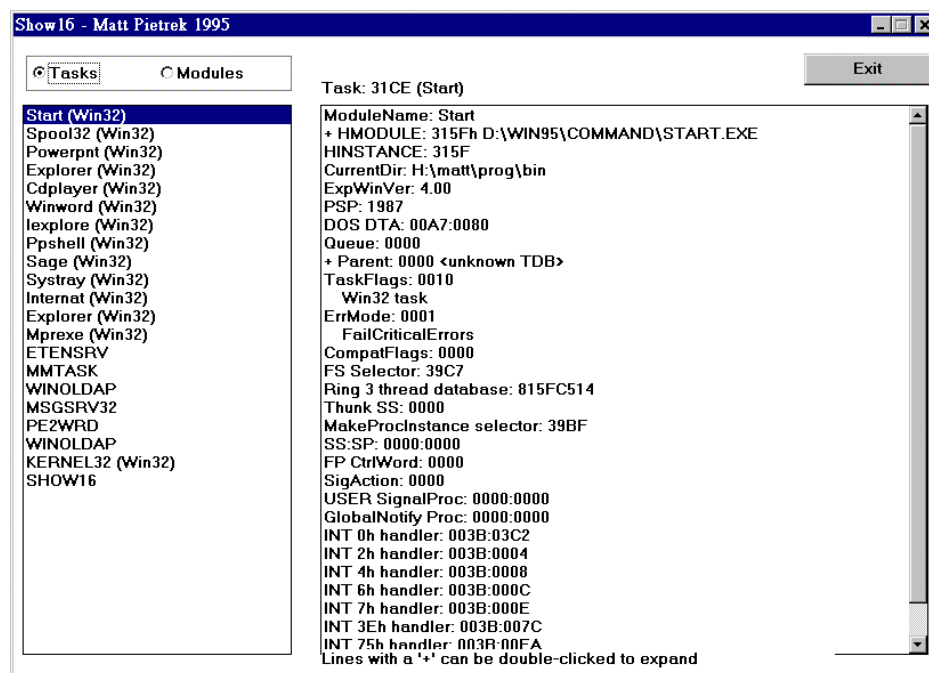 Show16 - Matt Pietrek 1995
Tasks
Modules
Exit
Task: 31CE (Start)
Start (Win32)
Spool32 (Win32)
Powerpnt (Win32)
Explorer (Win32)
Cdplayer (Win32)
Winword (Win32)
Iexplore (Win32)
Ppshell (Win32)
Sage (Win32)
Systray (Win32)
Internat (Win32)
Explorer (Win32)
Mprexe (Win32)
ETENSRV
MMTASK
WINOLDAP
MSGSRV32
PE2WRD
WINOLDAP
KERNEL32 (Win32)
SHOW16
ModuleName: Start
+ HMODULE: 315Fh D:\WIN95\COMMAND\START.EXE
HINSTANCE: 315F
CurrentDir: H:\matt\prog\bin
ExpWinVer: 4.00
PSP: 1987
DOS DTA: 00A7:0080
Queue: 0000
+ Parent: 0000 <unknown TDB>
TaskFlags: 0010
Win32 task
ErrMode: 0001
FailCriticalErrors
CompatFlags: 0000
FS Selector: 39C7
Ring 3 thread database: 815FC514
Thunk SS: 0000
MakeProcInstance selector: 39BF
SS:SP: 0000:0000
FP CtrlWord: 0000
SigAction: 0000
USER SignalProc: 0000:0000
GlobalNotify Proc: 0000:0000
INT 0h handler: 003B:03C2
INT 2h handler: 003B:0004
INT 4h handler: 003B:0008
INT 6h handler: 003B:000C
INT 7h handler: 003B:000E
INT 3Eh handler: 003B:007C
INT 75h handler: 003B:00EA
Lines with a '+' can be double-clicked to expand